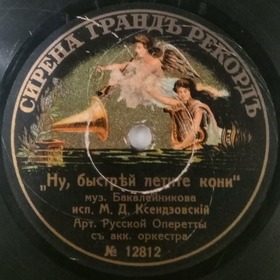 СИРЕНА ГРАНДЪ РЕКОРДЪ
„Ну, быстрѣй летите кони“
муз. Бакалейникова
исп. М. Д. Ксендзовскій
Арт. Русской Оперетты
съ акк. оркестра
№ 12812